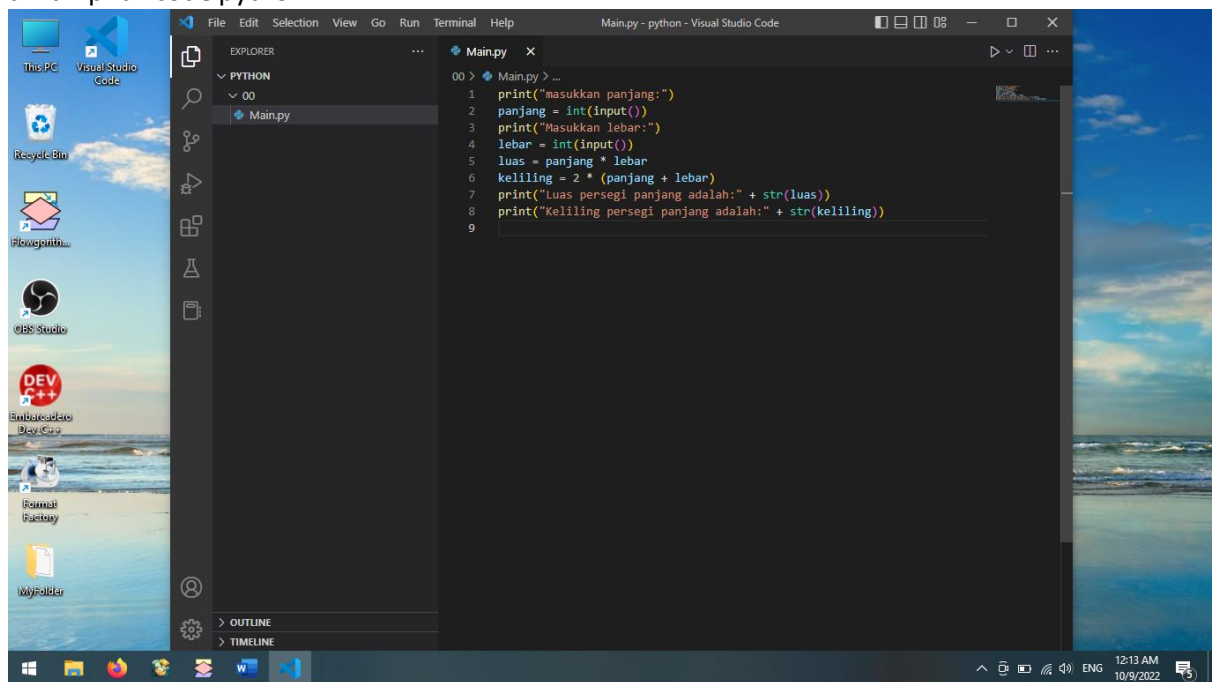 File Edit Selection View Go Run Terminal Help Main.py - python - Visual Studio Code
This PC
Visual Studio
Code
Recycle Bin
Flowgorith...
OBS Studio
DEV
C++
Embarcadero
Dev-C++
Format
Factory
MyFolder
EXPLORER
PYTHON
00
Main.py
OUTLINE
TIMELINE
Main.py
00 > Main.py > ...
1 print("masukkan panjang:")
2 panjang = int(input())
3 print("Masukkan lebar:")
4 lebar = int(input())
5 luas = panjang * lebar
6 keliling = 2 * (panjang + lebar)
7 print("Luas persegi panjang adalah:" + str(luas))
8 print("Keliling persegi panjang adalah:" + str(keliling))
9
ENG
12:13 AM
10/9/2022
5